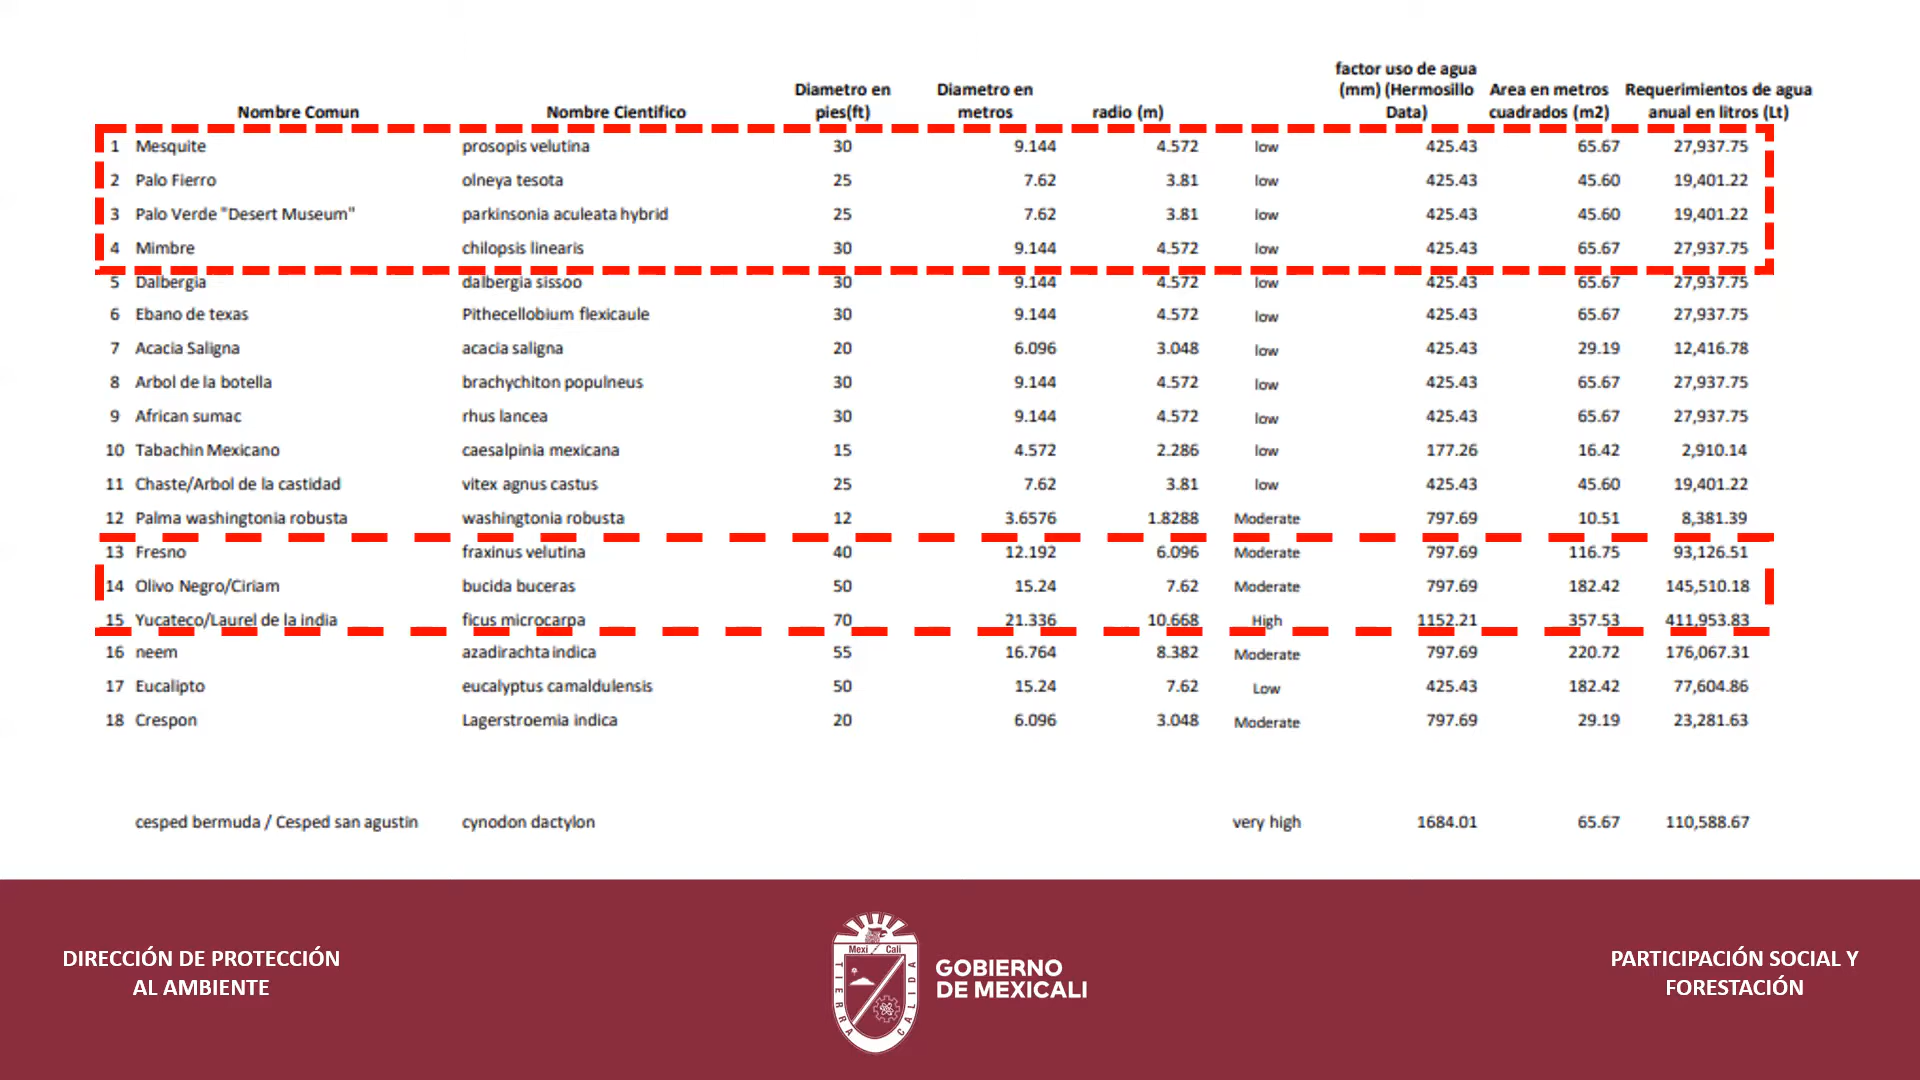 factor uso de agua
Diametro en Diametro en (mm) (Hermosillo Area en metros Requerimientos de agua
Nombre Comun Nombre Cientifico pies(ft) metros radio (m) Data) cuadrados (m2) anual en litros (Lt)
1 Mesquite prosopis velutina 30 9.144 4.572 low 425.43 65.67 27,937.75
2 Palo Fierro olneya tesota 25 7.62 3.81 low 425.43 45.60 19,401.22
3 Palo Verde "Desert Museum" parkinsonia aculeata hybrid 25 7.62 3.81 low 425.43 45.60 19,401.22
4 Mimbre chilopsis linearis 30 9.144 4.572 low 425.43 65.67 27,937.75
5 Dalbergia dalbergia sissoo 30 9.144 4.572 low 425.43 65.67 27,937.75
6 Ebano de texas Pithecellobium flexicaule 30 9.144 4.572 low 425.43 65.67 27,937.75
7 Acacia Saligna acacia saligna 20 6.096 3.048 low 425.43 29.19 12,416.78
8 Arbol de la botella brachychiton populneus 30 9.144 4.572 low 425.43 65.67 27,937.75
9 African sumac rhus lancea 30 9.144 4.572 low 425.43 65.67 27,937.75
10 Tabachin Mexicano caesalpinia mexicana 15 4.572 2.286 low 177.26 16.42 2,910.14
11 Chaste/Arbol de la castidad vitex agnus castus 25 7.62 3.81 low 425.43 45.60 19,401.22
12 Palma washingtonia robusta washingtonia robusta 12 3.6576 1.8288 Moderate 797.69 10.51 8,381.39
13 Fresno fraxinus velutina 40 12.192 6.096 Moderate 797.69 116.75 93,126.51
14 Olivo Negro/Ciriam bucida buceras 50 15.24 7.62 Moderate 797.69 182.42 145,510.18
15 Yucateco/Laurel de la india ficus microcarpa 70 21.336 10.668 High 1152.21 357.53 411,953.83
16 neem azadirachta indica 55 16.764 8.382 Moderate 797.69 220.72 176,067.31
17 Eucalipto eucalyptus camaldulensis 50 15.24 7.62 Low 425.43 182.42 77,604.86
18 Crespon Lagerstroemia indica 20 6.096 3.048 Moderate 797.69 29.19 23,281.63
cesped bermuda / Cesped san agustin cynodon dactylon very high 1684.01 65.67 110,588.67
DIRECCIÓN DE PROTECCIÓN
AL AMBIENTE
Mexi Cali
TIERRA CALIDA
GOBIERNO
DE MEXICALI
PARTICIPACIÓN SOCIAL Y
FORESTACIÓN